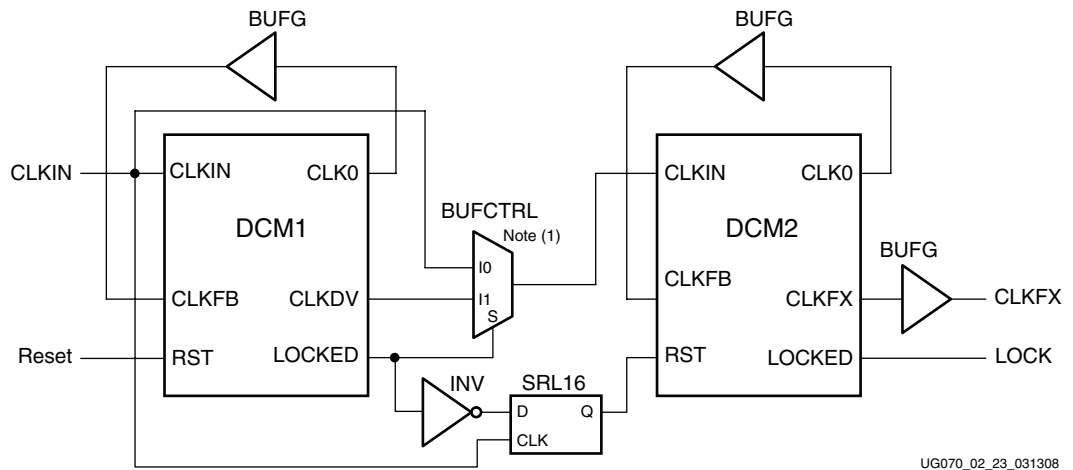 BUFG
BUFG
CLKIN
CLKIN
CLK0
DCM1
CLKFB
CLKDV
Reset
RST
LOCKED
BUFCTRL
Note (1)
I0
I1
S
INV
SRL16
D
Q
CLK
CLKIN
CLK0
DCM2
CLKFB
CLKFX
BUFG
CLKFX
RST
LOCKED
LOCK
UG070_02_23_031308